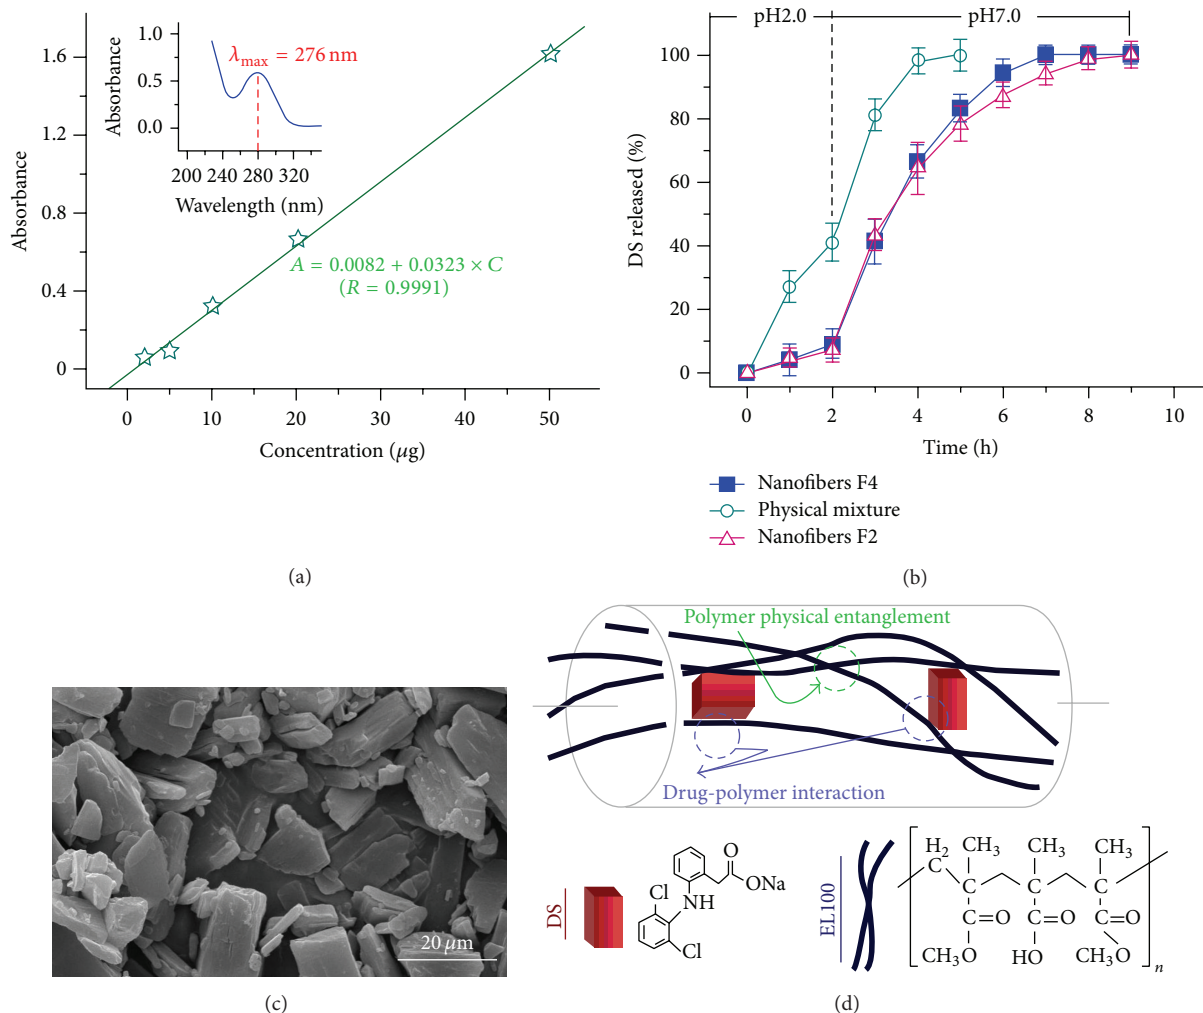 1.6
1.2
0.8
0.4
0
Absorbance
0 10 20 30 40 50
Concentration (μg)
A = 0.0082 + 0.0323 × C
(R = 0.9991)
1.0
0.5
0.0
Absorbance
λmax = 276 nm
200 240 280 320
Wavelength (nm)
(a)
pH2.0 pH7.0
100
80
60
40
20
0
DS released (%)
0 2 4 6 8 10
Time (h)
Nanofibers F4
Physical mixture
Nanofibers F2
(b)
20 μm
(c)
Polymer physical entanglement
Drug-polymer interaction
DS
O
ONa
Cl
NH
Cl
EL100
H2 CH3 CH3 CH3
C C C C
C=O C=O C=O
CH3O HO CH3O
n
(d)